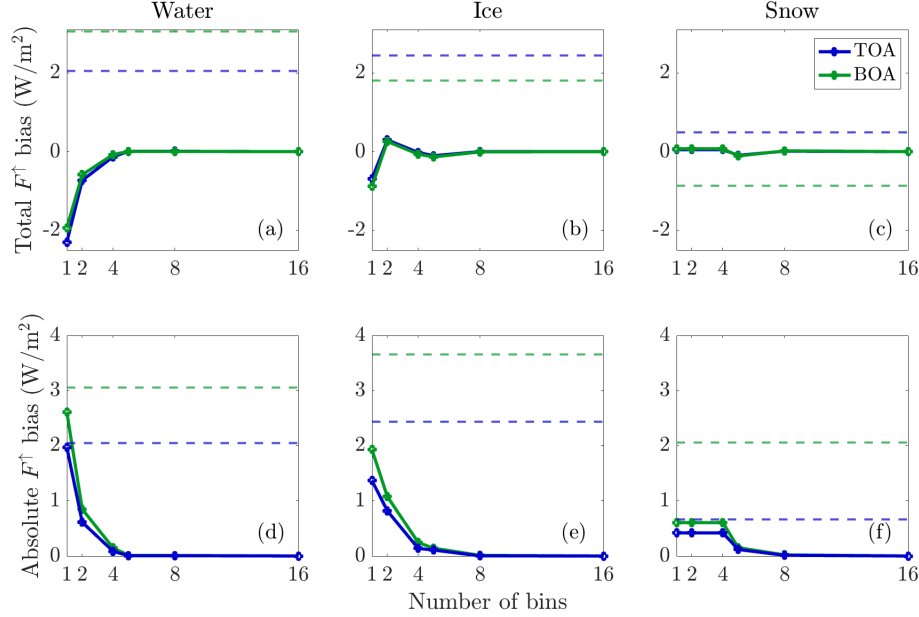 Water
Ice
Snow
Total F↑ bias (W/m²)
2
0
-2
1 2 4 8 16
(a)
2
0
-2
1 2 4 8 16
(b)
2
0
-2
1 2 4 8 16
(c)
TOA
BOA
Absolute F↑ bias (W/m²)
4
3
2
1
0
1 2 4 8 16
(d)
4
3
2
1
0
1 2 4 8 16
(e)
4
3
2
1
0
1 2 4 8 16
(f)
Number of bins